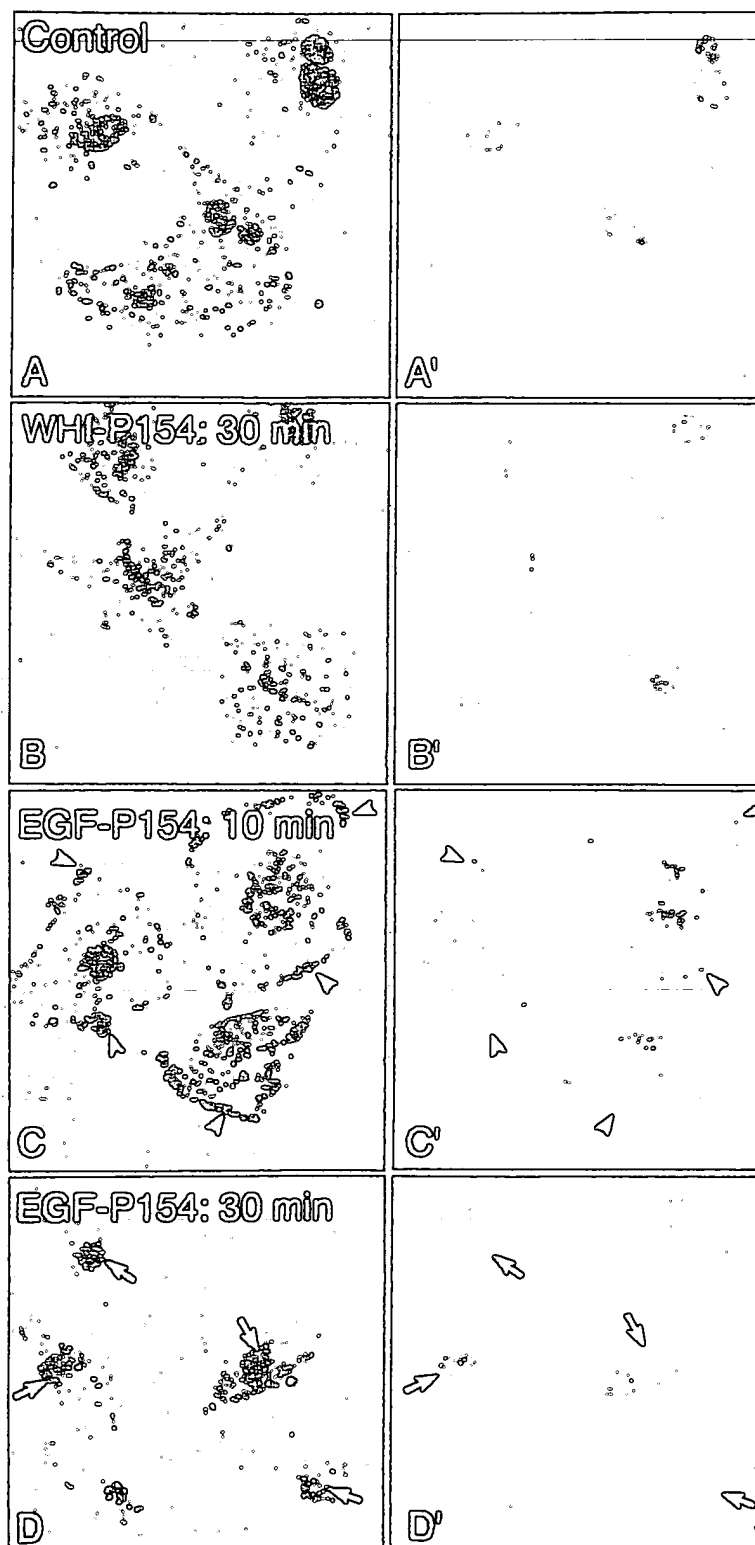 Control
A
A'
WHI-P154: 30 min
B
B'
EGF-P154: 10 min
C
C'
EGF-P154: 30 min
D
D'